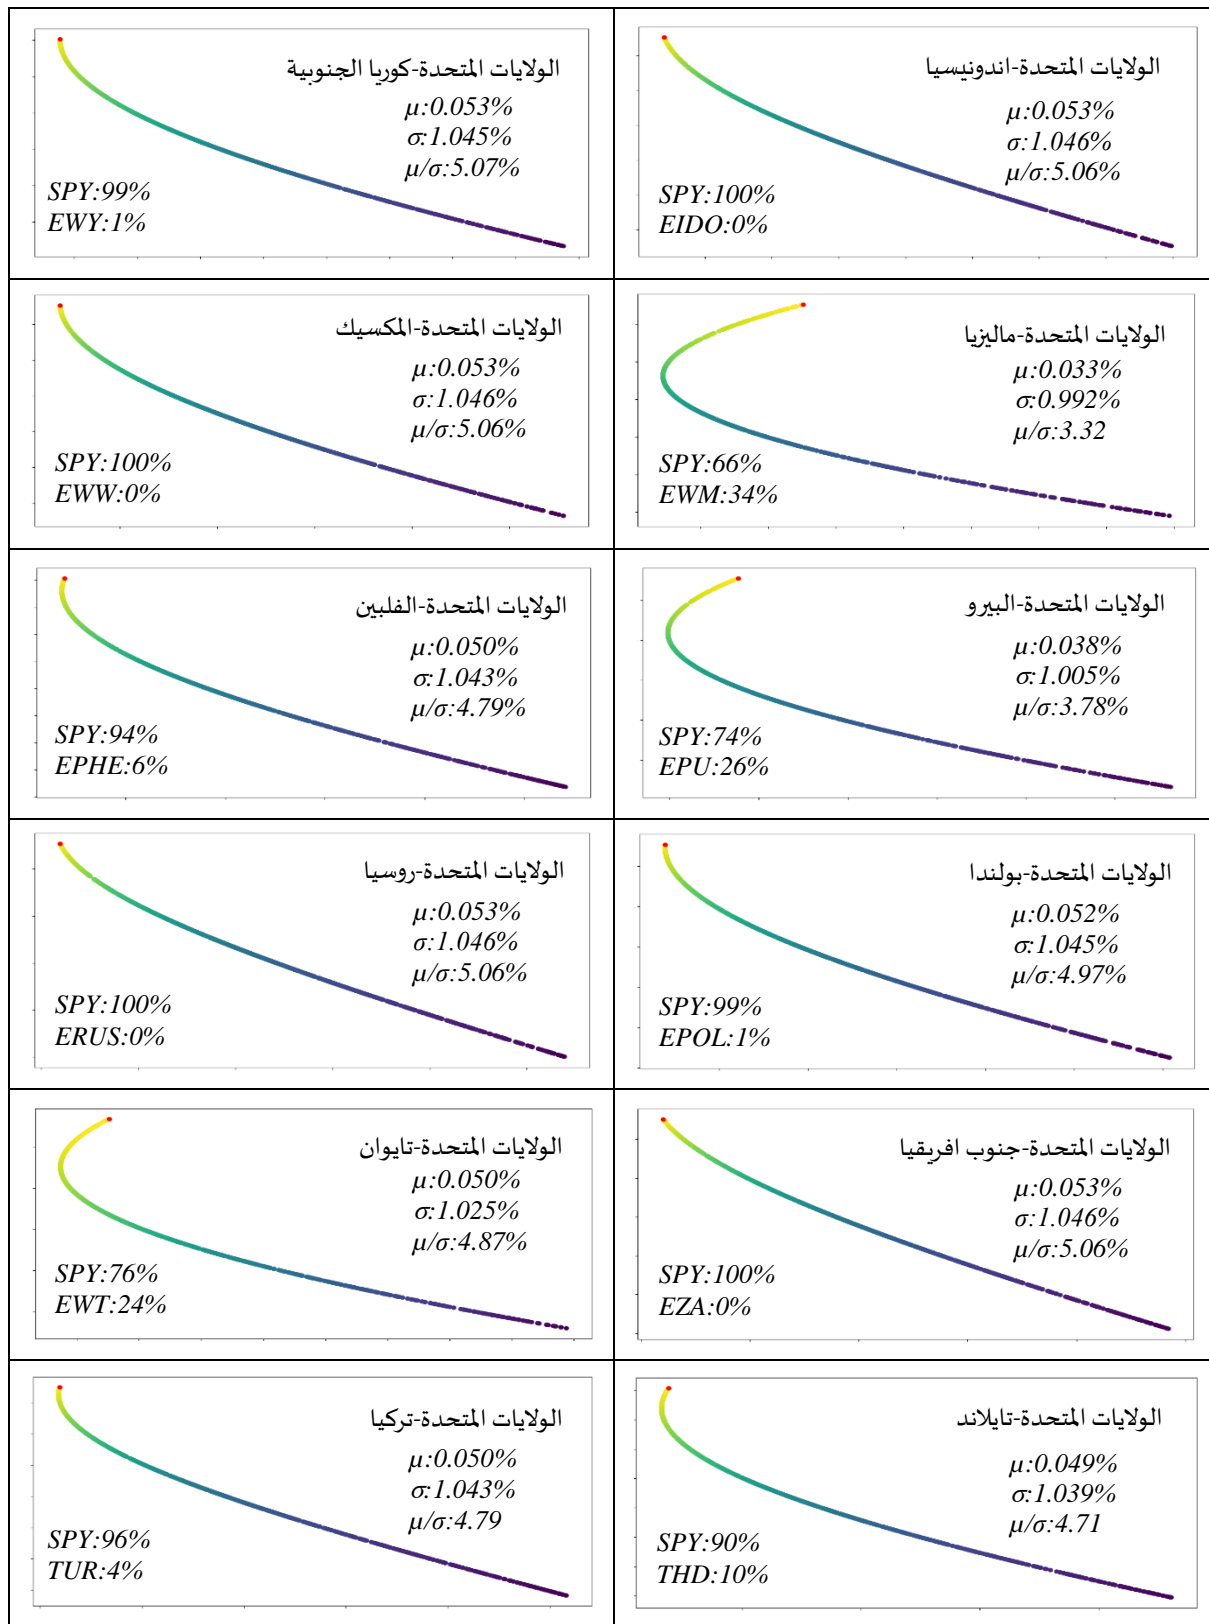 الولايات المتحدة-كوريا الجنوبية
μ:0.053%
σ:1.045%
μ/σ:5.07%
SPY:99%
EWY:1%
الولايات المتحدة-اندونيسيا
μ:0.053%
σ:1.046%
μ/σ:5.06%
SPY:100%
EIDO:0%
الولايات المتحدة-المكسيك
μ:0.053%
σ:1.046%
μ/σ:5.06%
SPY:100%
EWW:0%
الولايات المتحدة-ماليزيا
μ:0.033%
σ:0.992%
μ/σ:3.32
SPY:66%
EWM:34%
الولايات المتحدة-الفلبين
μ:0.050%
σ:1.043%
μ/σ:4.79%
SPY:94%
EPHE:6%
الولايات المتحدة-البيرو
μ:0.038%
σ:1.005%
μ/σ:3.78%
SPY:74%
EPU:26%
الولايات المتحدة-روسيا
μ:0.053%
σ:1.046%
μ/σ:5.06%
SPY:100%
ERUS:0%
الولايات المتحدة-بولندا
μ:0.052%
σ:1.045%
μ/σ:4.97%
SPY:99%
EPOL:1%
الولايات المتحدة-تايوان
μ:0.050%
σ:1.025%
μ/σ:4.87%
SPY:76%
EWT:24%
الولايات المتحدة-جنوب افريقيا
μ:0.053%
σ:1.046%
μ/σ:5.06%
SPY:100%
EZA:0%
الولايات المتحدة-تركيا
μ:0.050%
σ:1.043%
μ/σ:4.79
SPY:96%
TUR:4%
الولايات المتحدة-تايلاند
μ:0.049%
σ:1.039%
μ/σ:4.71
SPY:90%
THD:10%